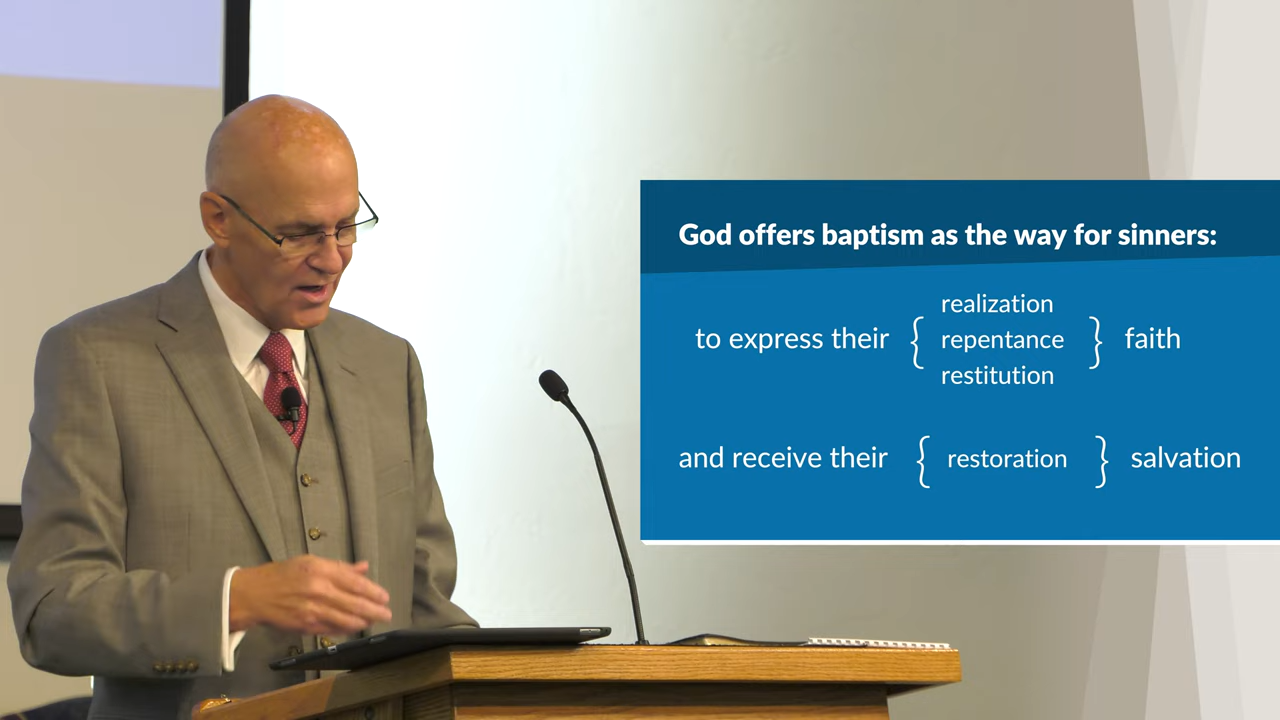 God offers baptism as the way for sinners:
realization
to express their { repentance } faith
restitution
and receive their { restoration } salvation